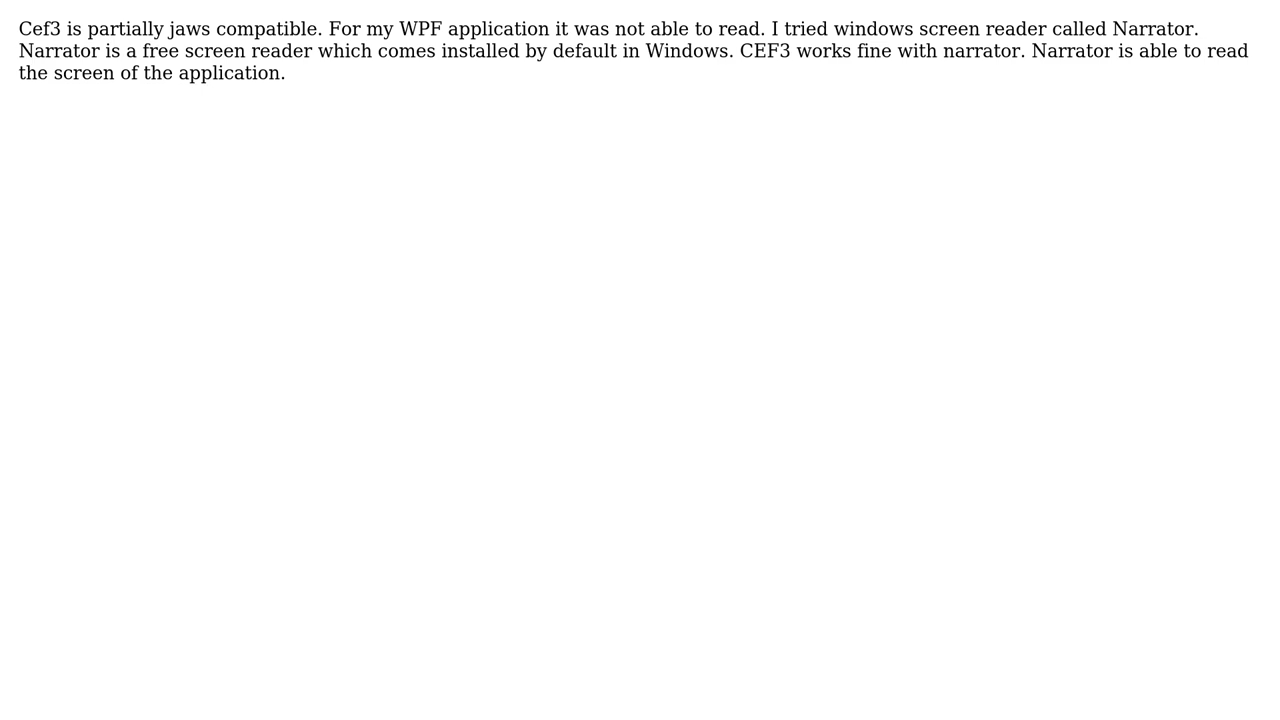 Cef3 is partially jaws compatible. For my WPF application it was not able to read. I tried windows screen reader called Narrator.
Narrator is a free screen reader which comes installed by default in Windows. CEF3 works fine with narrator. Narrator is able to read
the screen of the application.